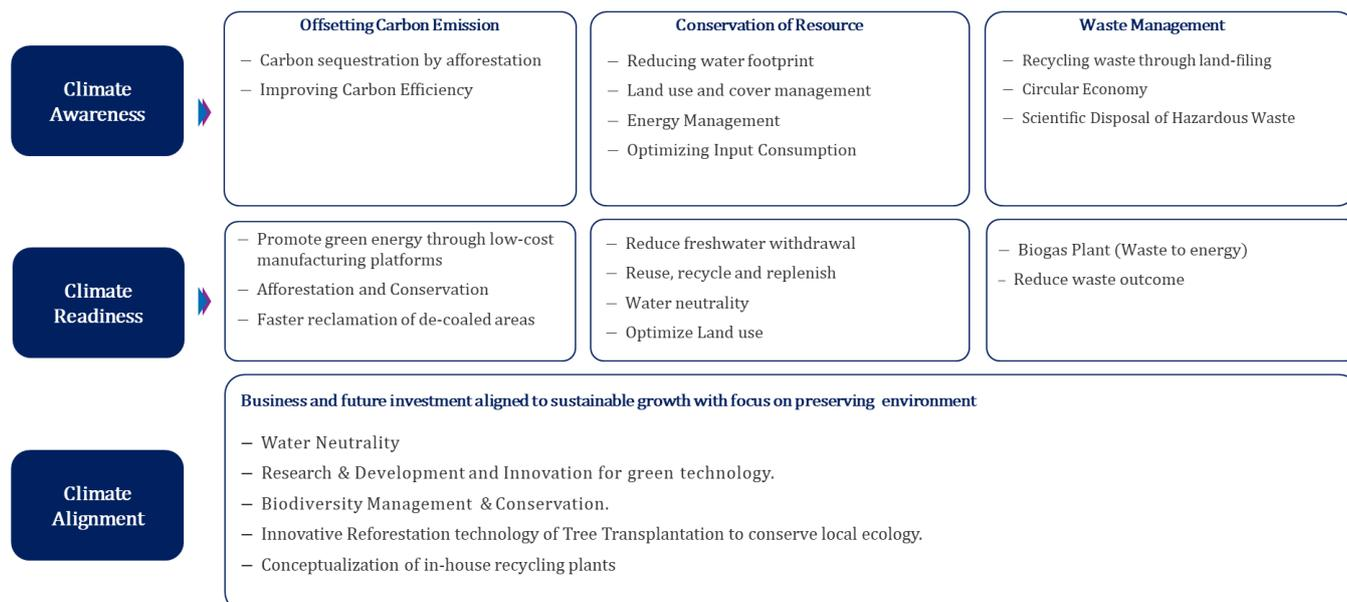 Climate
Awareness
Offsetting Carbon Emission
– Carbon sequestration by afforestation
– Improving Carbon Efficiency
Conservation of Resource
– Reducing water footprint
– Land use and cover management
– Energy Management
– Optimizing Input Consumption
Waste Management
– Recycling waste through land-filing
– Circular Economy
– Scientific Disposal of Hazardous Waste
Climate
Readiness
– Promote green energy through low-cost
manufacturing platforms
– Afforestation and Conservation
– Faster reclamation of de-coaled areas
– Reduce freshwater withdrawal
– Reuse, recycle and replenish
– Water neutrality
– Optimize Land use
– Biogas Plant (Waste to energy)
– Reduce waste outcome
Climate
Alignment
Business and future investment aligned to sustainable growth with focus on preserving environment
– Water Neutrality
– Research & Development and Innovation for green technology.
– Biodiversity Management & Conservation.
– Innovative Reforestation technology of Tree Transplantation to conserve local ecology.
– Conceptualization of in-house recycling plants